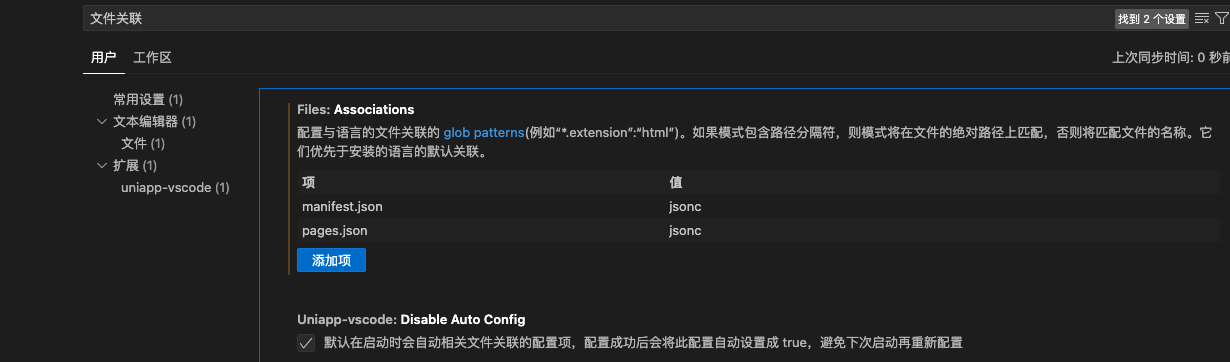 文件关联
找到 2 个设置
用户 工作区
上次同步时间: 0 秒前
常用设置 (1)
文本编辑器 (1)
文件 (1)
扩展 (1)
uniapp-vscode (1)
Files: Associations
配置与语言的文件关联的 glob patterns(例如“*.extension”:“html”)。如果模式包含路径分隔符，则模式将在文件的绝对路径上匹配，否则将匹配文件的名称。它
们优先于安装的语言的默认关联。
项 值
manifest.json jsonc
pages.json jsonc
添加项
Uniapp-vscode: Disable Auto Config
默认在启动时会自动相关文件关联的配置项，配置成功后会将此配置自动设置成 true，避免下次启动再重新配置